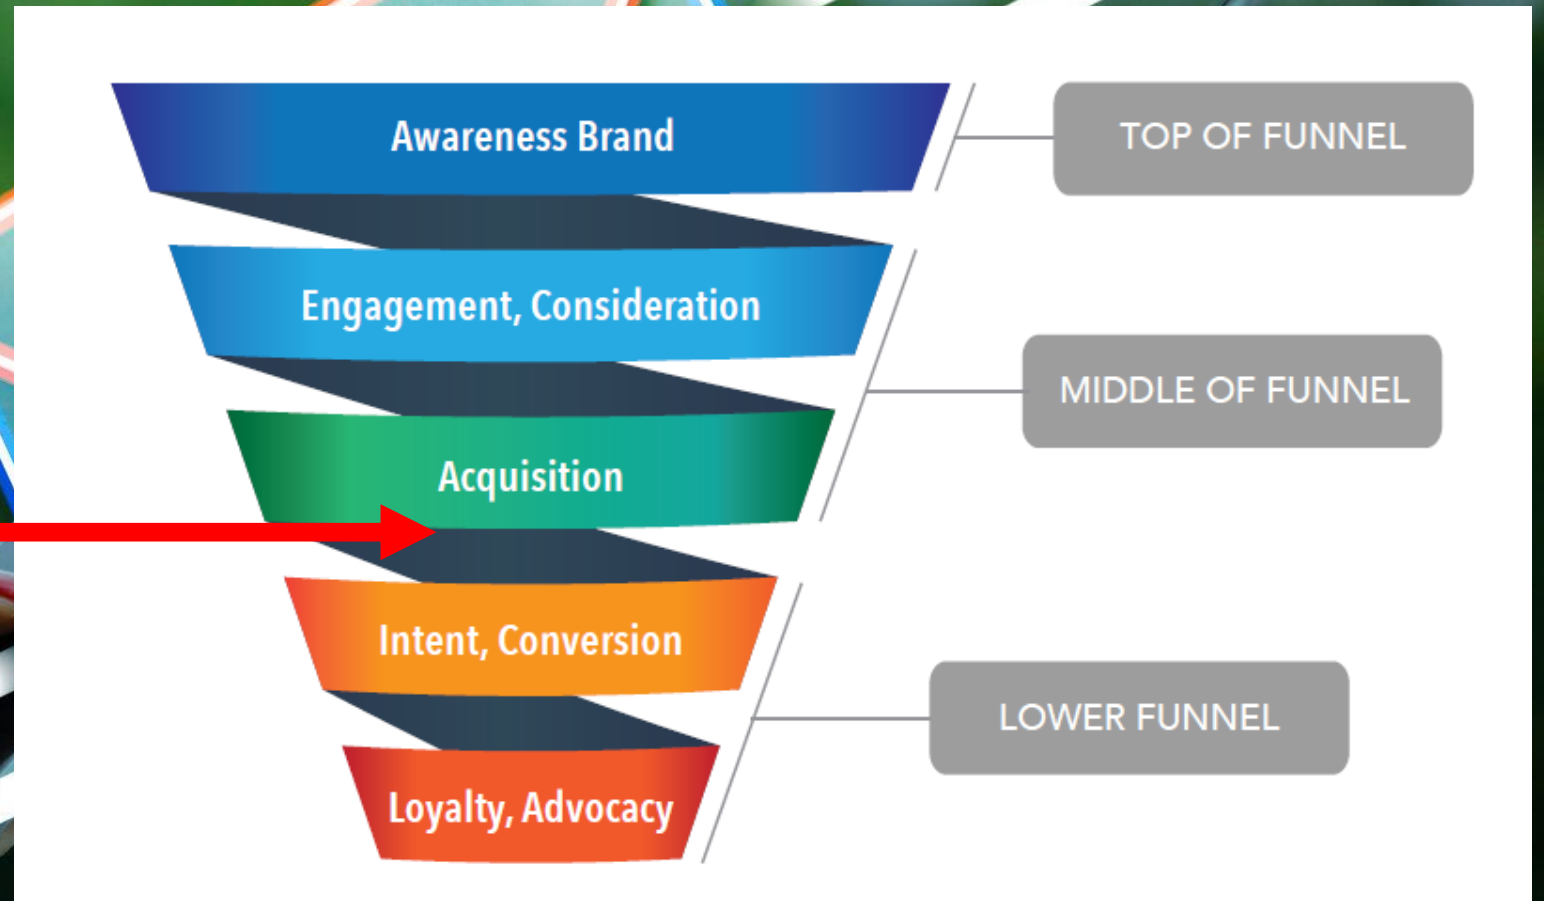 Awareness Brand
TOP OF FUNNEL
Engagement, Consideration
MIDDLE OF FUNNEL
Acquisition
Intent, Conversion
LOWER FUNNEL
Loyalty, Advocacy